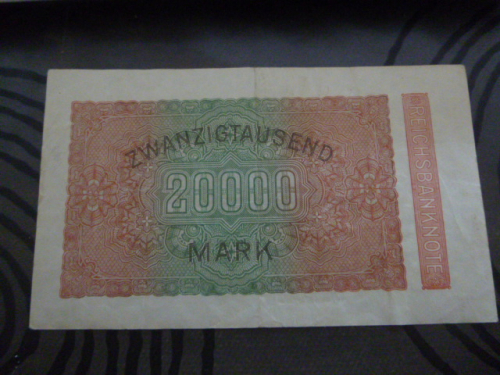 ZWANZIGTAUSEND
20000
MARK
REICHSBANKNOTE